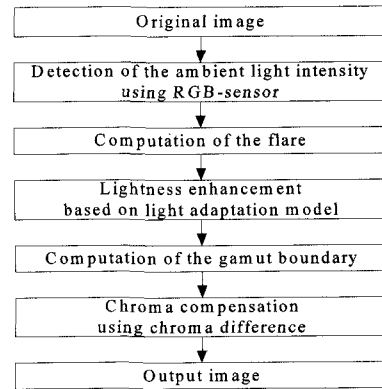 Original image
Detection of the ambient light intensity
using RGB-sensor
Computation of the flare
Lightness enhancement
based on light adaptation model
Computation of the gamut boundary
Chroma compensation
using chroma difference
Output image